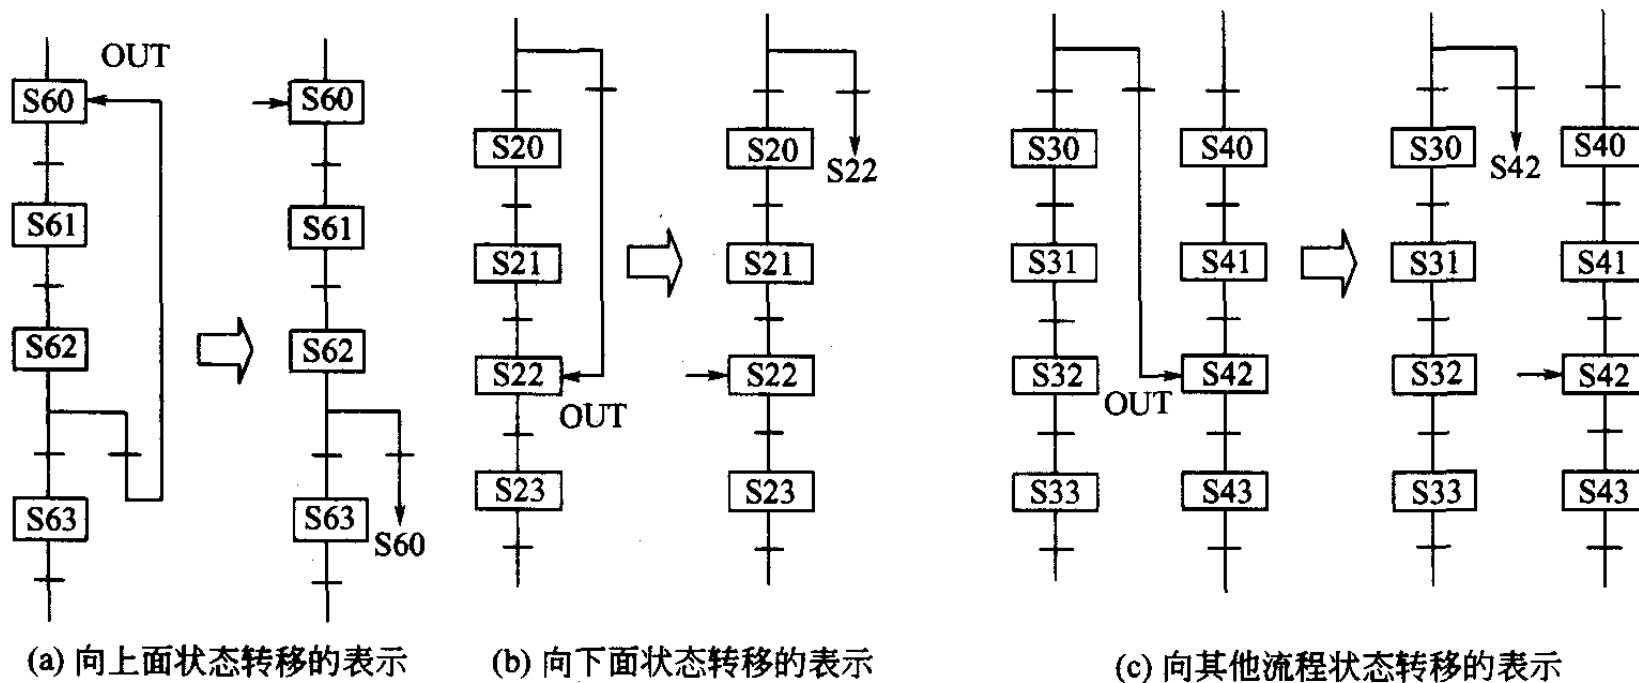 OUT
S60
S61
S62
S63
S60
S61
S62
S63
S60
(a) 向上面状态转移的表示
S20
S21
S22
OUT
S23
S20
S22
S21
S22
S23
(b) 向下面状态转移的表示
S30
S31
S32
S33
OUT
S40
S41
S42
S43
S30
S42
S31
S32
S33
S40
S41
S42
S43
(c) 向其他流程状态转移的表示